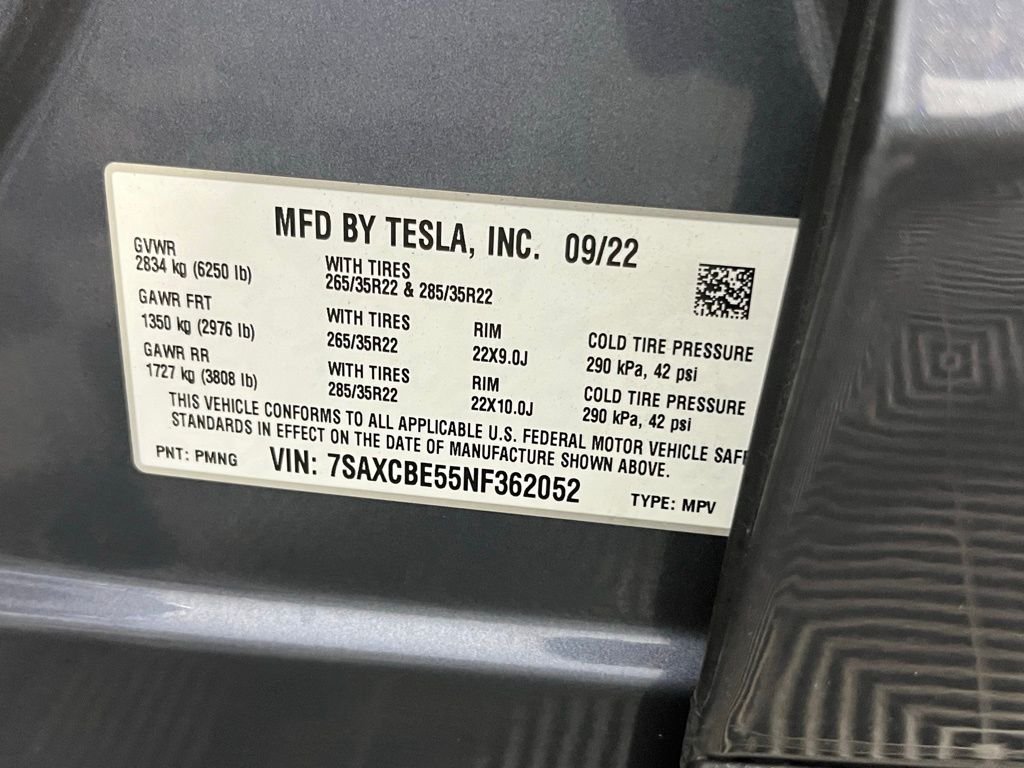 MFD BY TESLA, INC. 09/22
GVWR
2834 kg (6250 lb)
WITH TIRES
265/35R22 & 285/35R22
GAWR FRT
1350 kg (2976 lb)
WITH TIRES
265/35R22
RIM
22X9.0J
COLD TIRE PRESSURE
290 kPa, 42 psi
GAWR RR
1727 kg (3808 lb)
WITH TIRES
285/35R22
RIM
22X10.0J
COLD TIRE PRESSURE
290 kPa, 42 psi
THIS VEHICLE CONFORMS TO ALL APPLICABLE U.S. FEDERAL MOTOR VEHICLE
STANDARDS IN EFFECT ON THE DATE OF MANUFACTURE SHOWN ABOVE.
PNT: PMNG VIN: 7SAXCBE55NF362052 TYPE: MPV